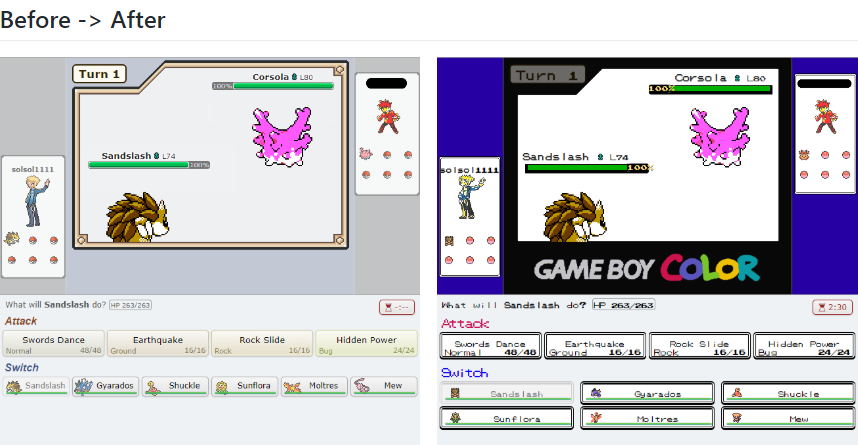 Before -> After
Turn 1
Corsola L80
100%
Sandslash L74
100%
solsol1111
What will Sandslash do? HP 263/263
-:--
Attack
Swords Dance
Normal 48/48
Earthquake
Ground 16/16
Rock Slide
Rock 16/16
Hidden Power
Bug 24/24
Switch
Sandslash
Gyarados
Shuckle
Sunflora
Moltres
Mew
Turn 1
Corsola L80
100%
Sandslash L74
100%
solsol1111
GAME BOY COLOR
What will Sandslash do? HP 263/263
2:30
Attack
Swords Dance
Normal 48/48
Earthquake
Ground 16/16
Rock Slide
Rock 16/16
Hidden Power
Bug 24/24
Switch
Sandslash
Gyarados
Shuckle
Sunflora
Moltres
Mew